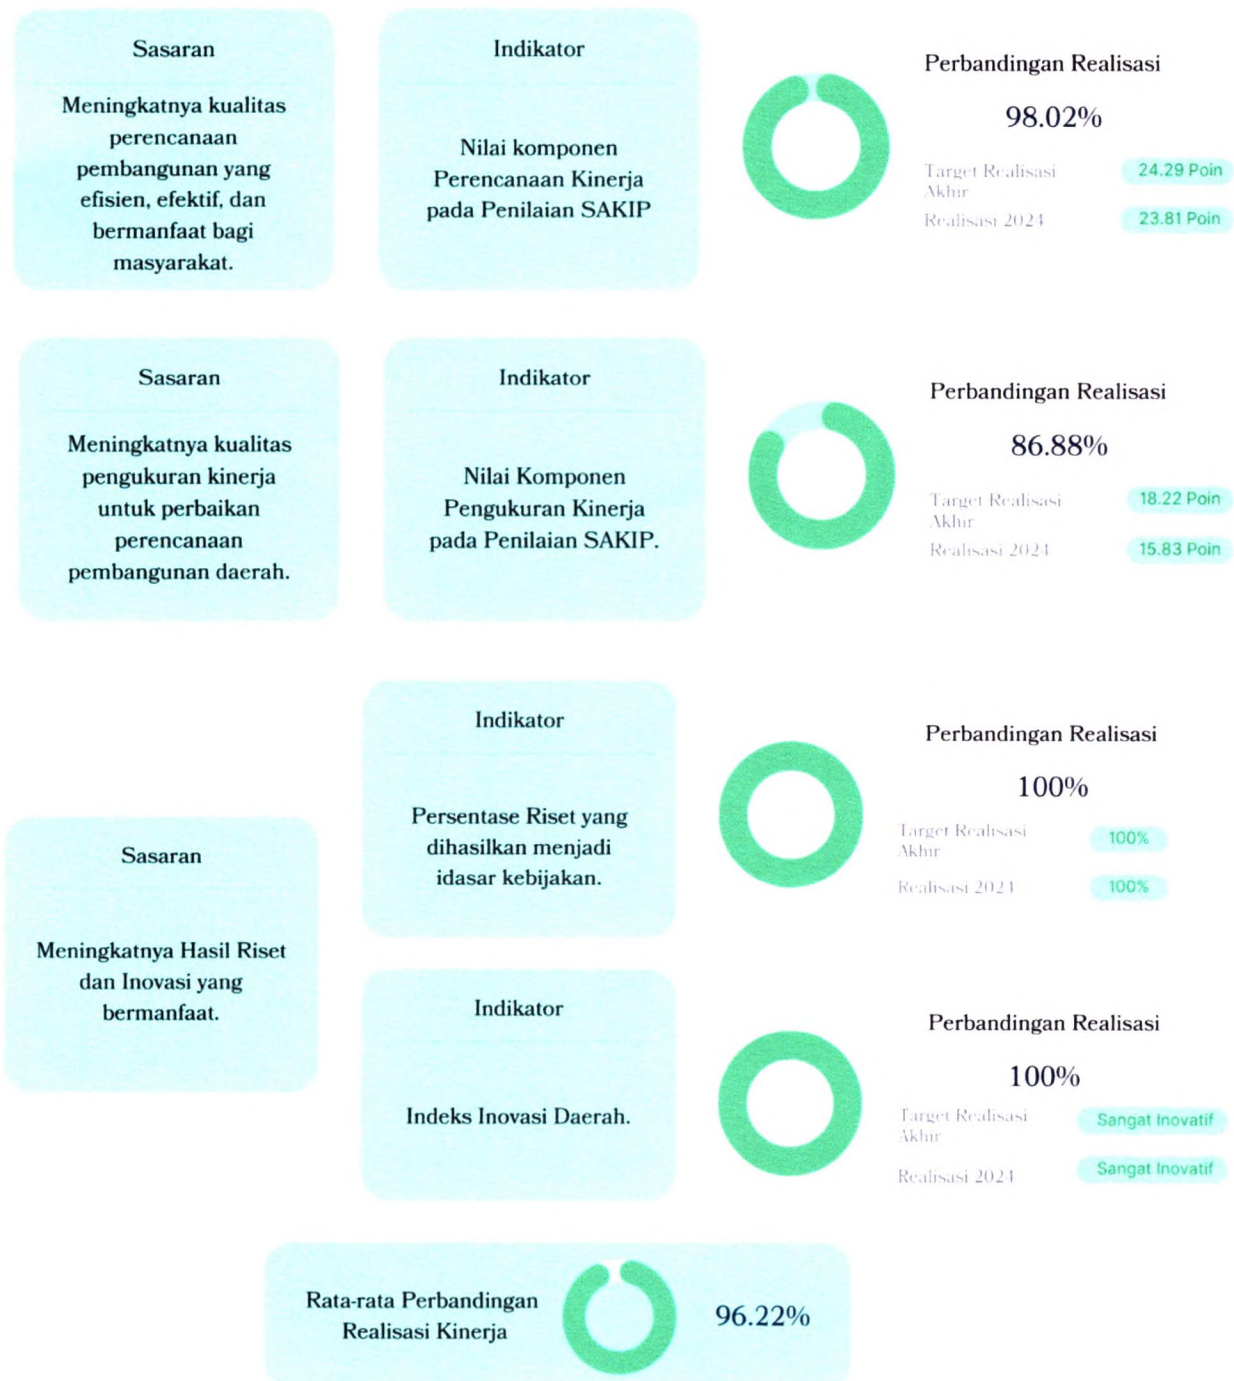 Sasaran
Meningkatnya kualitas
perencanaan
pembangunan yang
efisien, efektif, dan
bermanfaat bagi
masyarakat.
Indikator
Nilai komponen
Perencanaan Kinerja
pada Penilaian SAKIP
Perbandingan Realisasi
98.02%
Target Realisasi
Akhir
24.29 Poin
Realisasi 2024
23.81 Poin
Sasaran
Meningkatnya kualitas
pengukuran kinerja
untuk perbaikan
perencanaan
pembangunan daerah.
Indikator
Nilai Komponen
Pengukuran Kinerja
pada Penilaian SAKIP.
Perbandingan Realisasi
86.88%
Target Realisasi
Akhir
18.22 Poin
Realisasi 2024
15.83 Poin
Sasaran
Meningkatnya Hasil Riset
dan Inovasi yang
bermanfaat.
Indikator
Persentase Riset yang
dihasilkan menjadi
idasar kebijakan.
Perbandingan Realisasi
100%
Target Realisasi
Akhir
100%
Realisasi 2024
100%
Indikator
Indeks Inovasi Daerah.
Perbandingan Realisasi
100%
Target Realisasi
Akhir
Sangat Inovatif
Realisasi 2024
Sangat Inovatif
Rata-rata Perbandingan
Realisasi Kinerja
96.22%